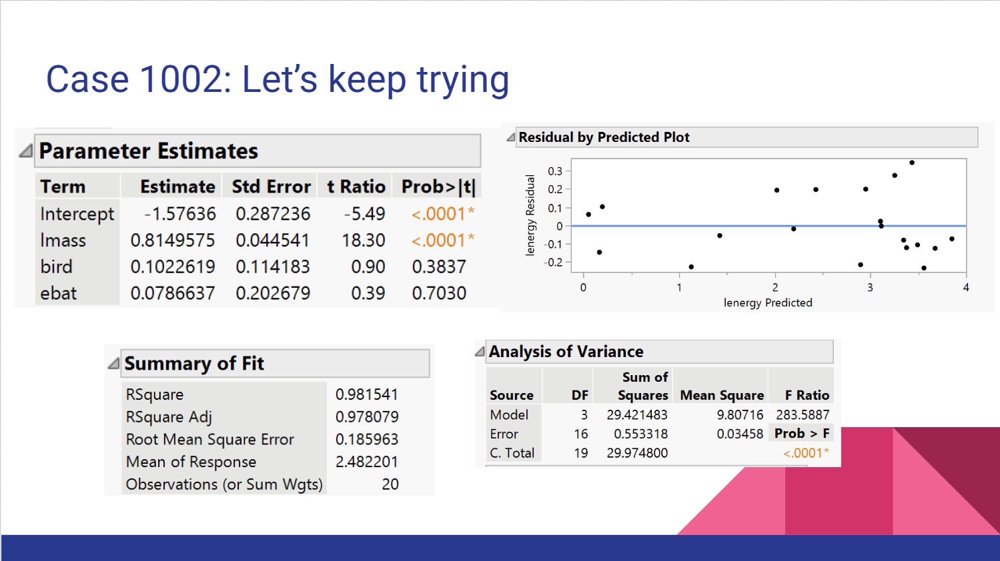 Case 1002: Let’s keep trying
Parameter Estimates
Term Estimate Std Error t Ratio Prob>|t|
Intercept -1.57636 0.287236 -5.49 <.0001*
lmass 0.8149575 0.044541 18.30 <.0001*
bird 0.1022619 0.114183 0.90 0.3837
ebat 0.0786637 0.202679 0.39 0.7030
Residual by Predicted Plot
lenergy Residual
0.3
0.2
0.1
0
-0.1
-0.2
0 1 2 3 4
lenergy Predicted
Summary of Fit
RSquare 0.981541
RSquare Adj 0.978079
Root Mean Square Error 0.185963
Mean of Response 2.482201
Observations (or Sum Wgts) 20
Analysis of Variance
Sum of
Source DF Squares Mean Square F Ratio
Model 3 29.421483 9.80716 283.5887
Error 16 0.553318 0.03458 Prob > F
C. Total 19 29.974800 <.0001*